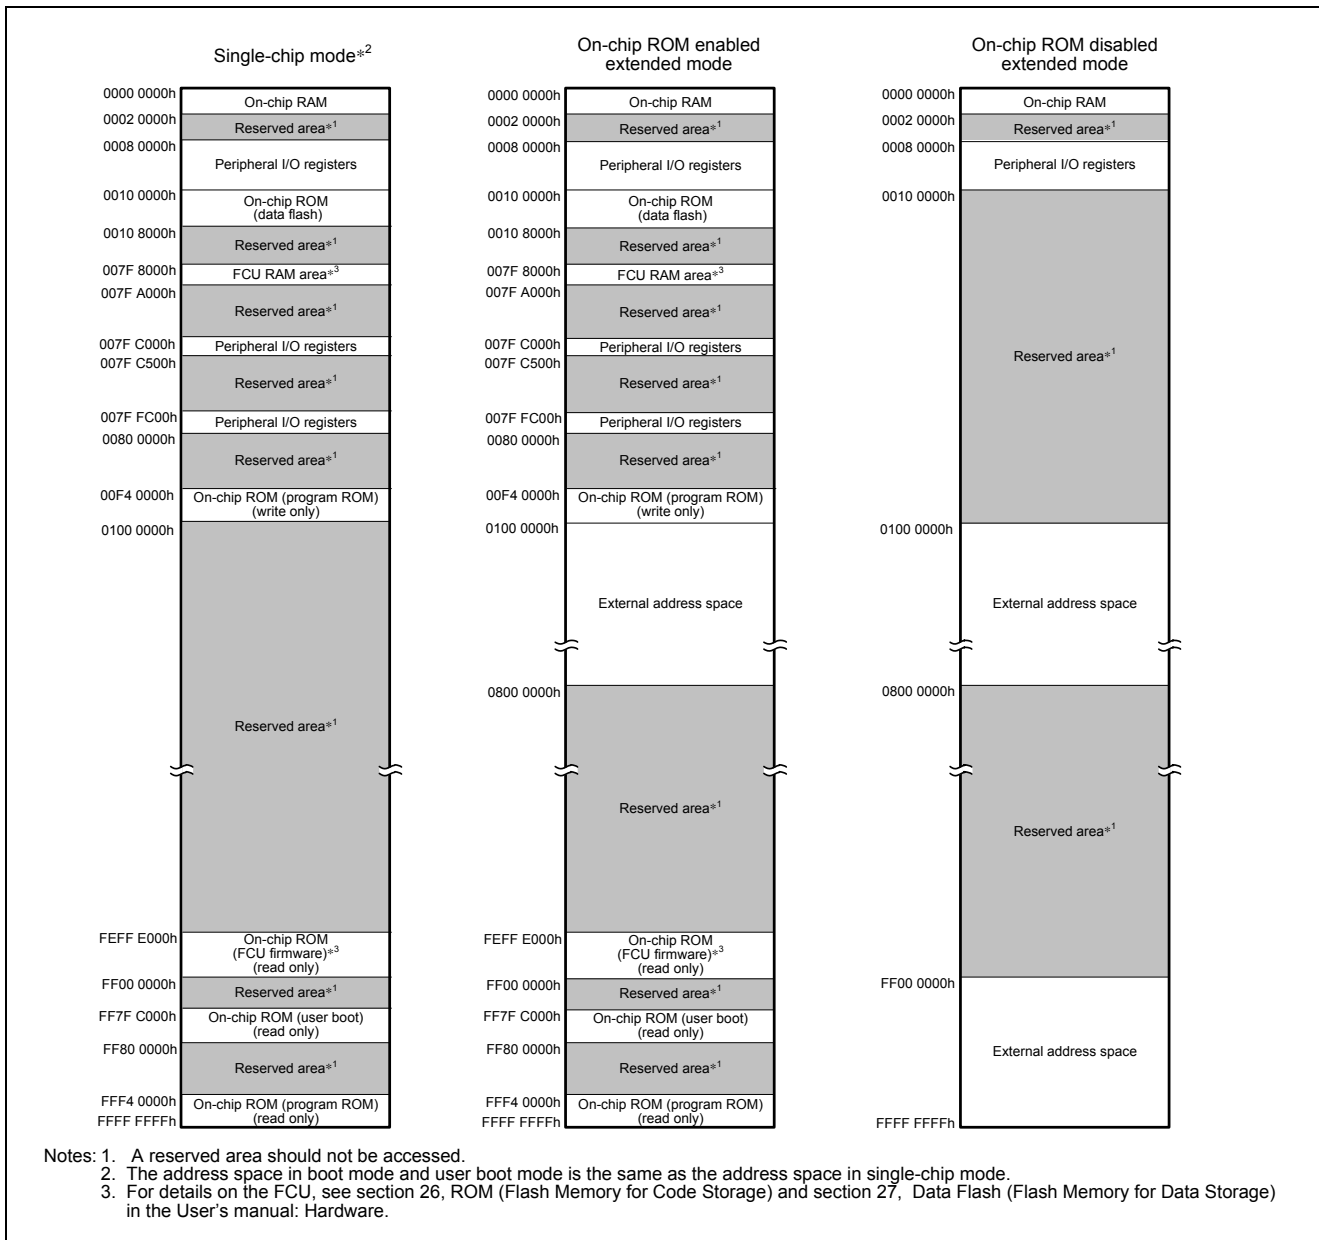 Single-chip mode*2
0000 0000h
On-chip RAM
0002 0000h
Reserved area*1
0008 0000h
Peripheral I/O registers
0010 0000h
On-chip ROM
(data flash)
0010 8000h
Reserved area*1
007F 8000h
FCU RAM area*3
007F A000h
Reserved area*1
007F C000h
Peripheral I/O registers
007F C500h
Reserved area*1
007F FC00h
Peripheral I/O registers
0080 0000h
Reserved area*1
00F4 0000h
On-chip ROM (program ROM)
(write only)
0100 0000h
Reserved area*1
FEFF E000h
On-chip ROM
(FCU firmware)*3
(read only)
FF00 0000h
Reserved area*1
FF7F C000h
On-chip ROM (user boot)
(read only)
FF80 0000h
Reserved area*1
FFF4 0000h
On-chip ROM (program ROM)
(read only)
FFFF FFFFh
On-chip ROM enabled
extended mode
0000 0000h
On-chip RAM
0002 0000h
Reserved area*1
0008 0000h
Peripheral I/O registers
0010 0000h
On-chip ROM
(data flash)
0010 8000h
Reserved area*1
007F 8000h
FCU RAM area*3
007F A000h
Reserved area*1
007F C000h
Peripheral I/O registers
007F C500h
Reserved area*1
007F FC00h
Peripheral I/O registers
0080 0000h
Reserved area*1
00F4 0000h
On-chip ROM (program ROM)
(write only)
0100 0000h
External address space
0800 0000h
Reserved area*1
FEFF E000h
On-chip ROM
(FCU firmware)*3
(read only)
FF00 0000h
Reserved area*1
FF7F C000h
On-chip ROM (user boot)
(read only)
FF80 0000h
Reserved area*1
FFF4 0000h
On-chip ROM (program ROM)
(read only)
FFFF FFFFh
On-chip ROM disabled
extended mode
0000 0000h
On-chip RAM
0002 0000h
Reserved area*1
0008 0000h
Peripheral I/O registers
0010 0000h
Reserved area*1
0100 0000h
External address space
0800 0000h
Reserved area*1
FF00 0000h
External address space
FFFF FFFFh
Notes: 1. A reserved area should not be accessed.
2. The address space in boot mode and user boot mode is the same as the address space in single-chip mode.
3. For details on the FCU, see section 26, ROM (Flash Memory for Code Storage) and section 27, Data Flash (Flash Memory for Data Storage)
in the User's manual: Hardware.